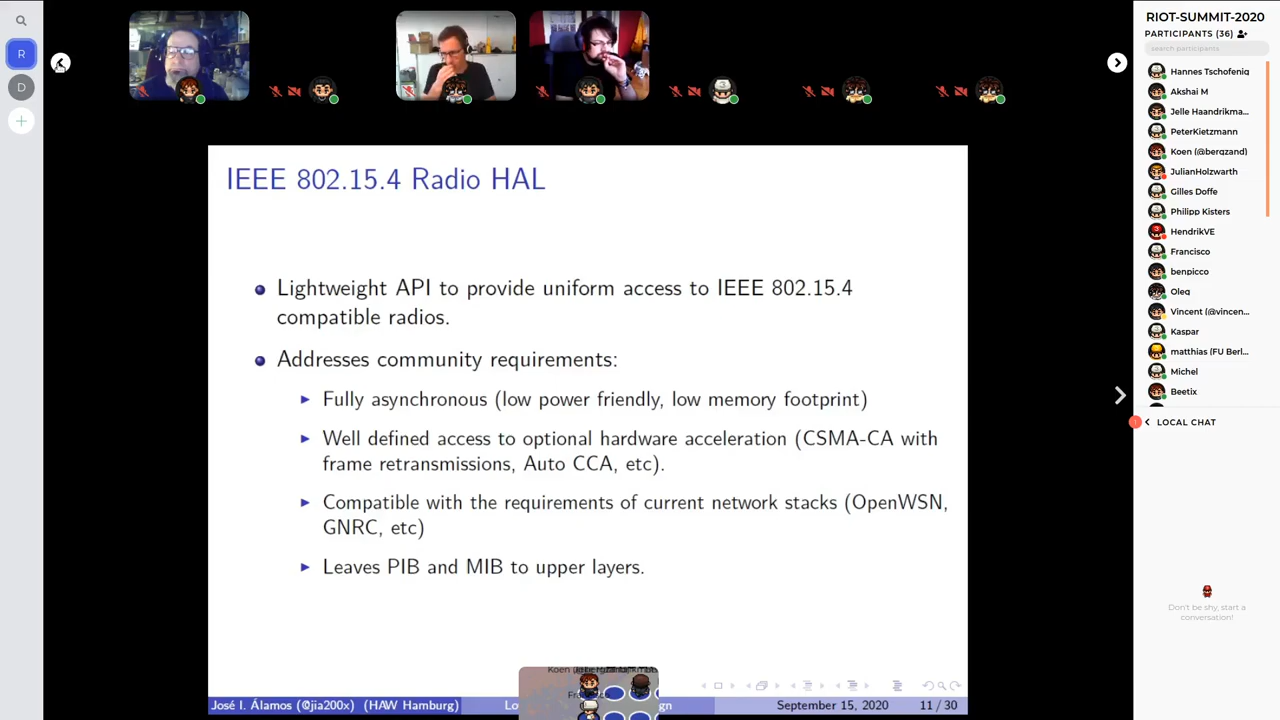 R
D
RIOT-SUMMIT-2020
PARTICIPANTS (36)
search participants
Hannes Tschofenig
Akshai M
Jelle Haandrikma...
PeterKietzmann
Koen (@bergzand)
JulianHolzwarth
Gilles Doffe
Philipp Kisters
HendrikVE
Francisco
benpicco
Oleg
Vincent (@vincen...
Kaspar
matthias (FU Berl...
Michel
Beetix
LOCAL CHAT
Don't be shy, start a
conversation!
IEEE 802.15.4 Radio HAL
Lightweight API to provide uniform access to IEEE 802.15.4
compatible radios.
Addresses community requirements:
Fully asynchronous (low power friendly, low memory footprint)
Well defined access to optional hardware acceleration (CSMA-CA with
frame retransmissions, Auto CCA, etc).
Compatible with the requirements of current network stacks (OpenWSN,
GNRC, etc)
Leaves PIB and MIB to upper layers.
Koen
José I. Álamos (@jia200x) (HAW Hamburg)
September 15, 2020
11 / 30